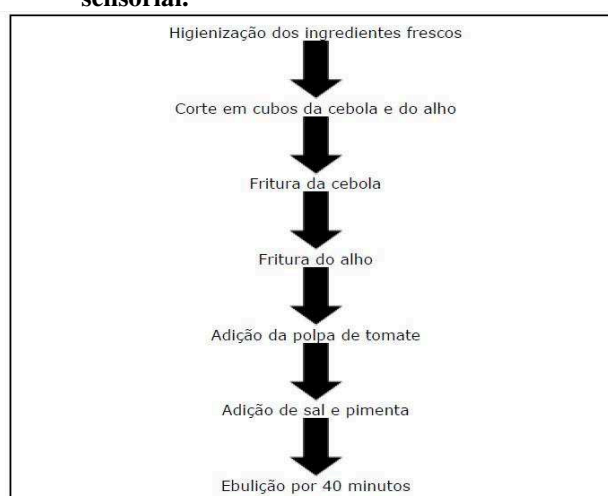 sensorial.
Higienização dos ingredientes frescos
Corte em cubos da cebola e do alho
Fritura da cebola
Fritura do alho
Adição da polpa de tomate
Adição de sal e pimenta
Ebulição por 40 minutos